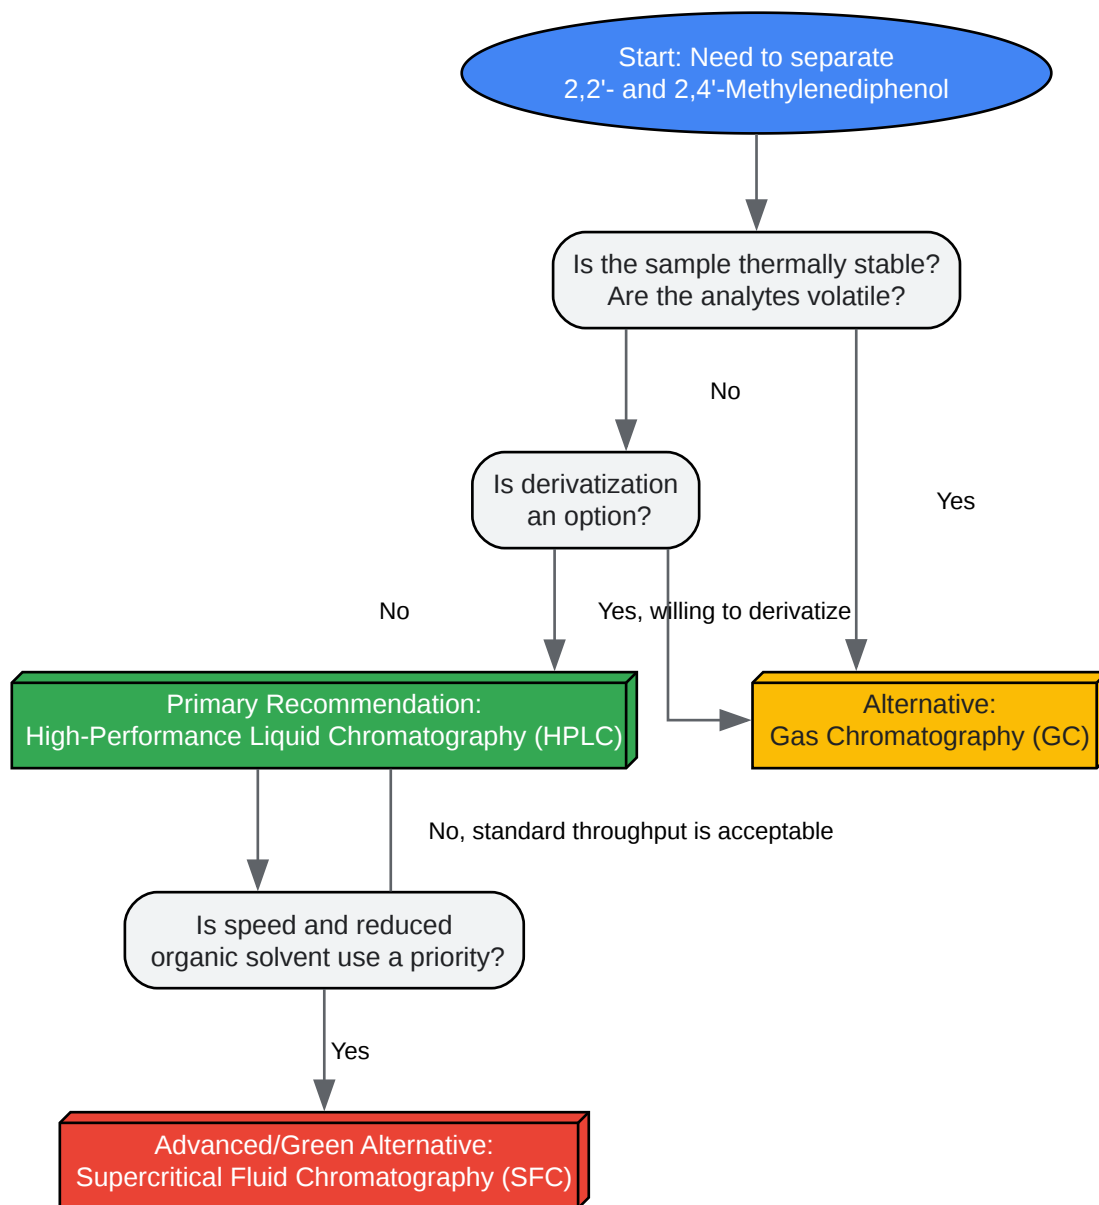 Start: Need to separate
2,2'- and 2,4'-Methylenediphenol
Is the sample thermally stable?
Are the analytes volatile?
No
Is derivatization
an option?
Yes
No
Yes, willing to derivatize
Primary Recommendation:
High-Performance Liquid Chromatography (HPLC)
Alternative:
Gas Chromatography (GC)
No, standard throughput is acceptable
Is speed and reduced
organic solvent use a priority?
Yes
Advanced/Green Alternative:
Supercritical Fluid Chromatography (SFC)